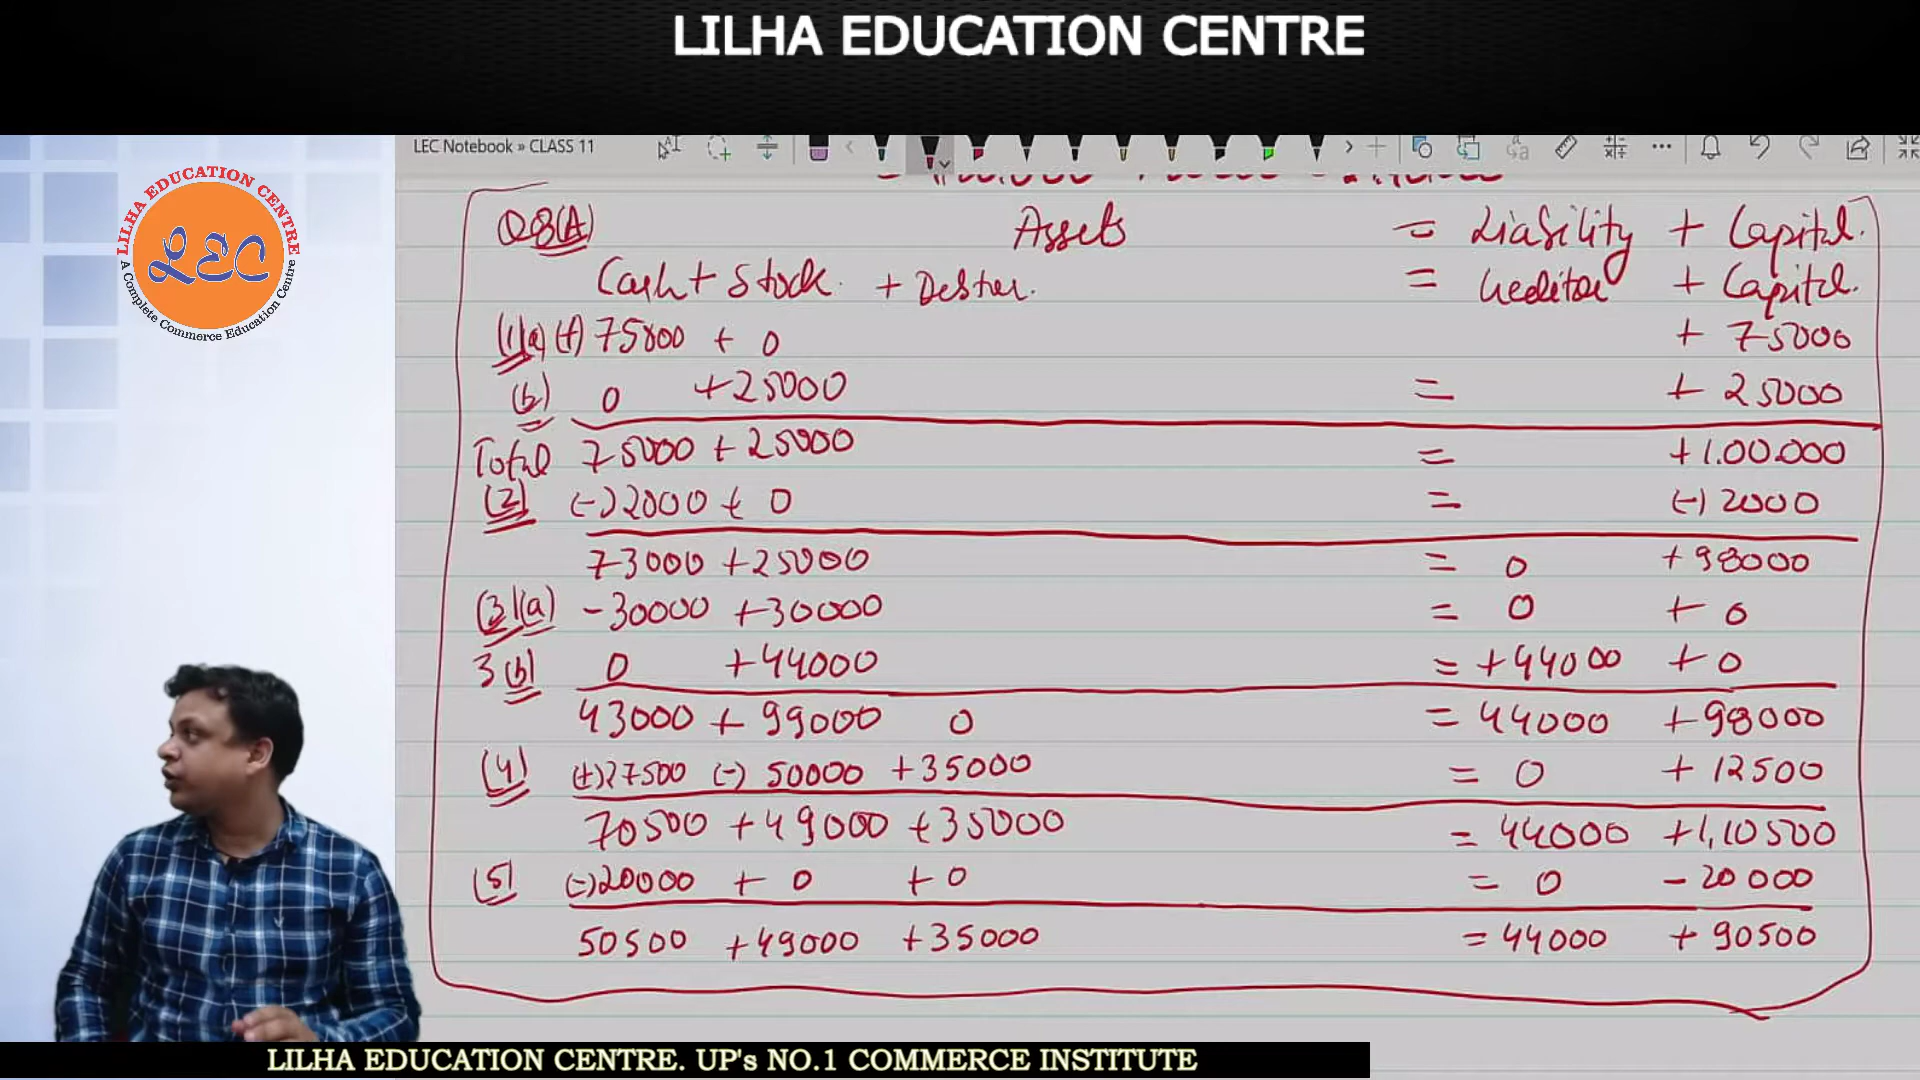 LILHA EDUCATION CENTRE
LILHA EDUCATION CENTRE
LEC
A Complete Commerce Education Centre
LEC Notebook » CLASS 11
Q8(A) Assets = Liability + Capital.
Cash + Stock. + Debtor. = Creditor + Capital.
(1)(a) (+) 75000 + 0 + 75000
(b) 0 +25000 = + 25000
Total 75000 + 25000 = +1,00,000
(2) (-) 2000 + 0 = (-) 2000
73000 +25000 = 0 +98000
(3)(a) -30000 +30000 = 0 + 0
3(b) 0 +44000 = +44000 + 0
43000 + 99000 0 = 44000 +98000
(4) (+)27500 (-) 50000 +35000 = 0 + 12500
70500 +49000 +35000 = 44000 +1,10500
(5) (-)20000 + 0 + 0 = 0 - 20000
50500 +49000 +35000 = 44000 + 90500
LILHA EDUCATION CENTRE. UP's NO.1 COMMERCE INSTITUTE